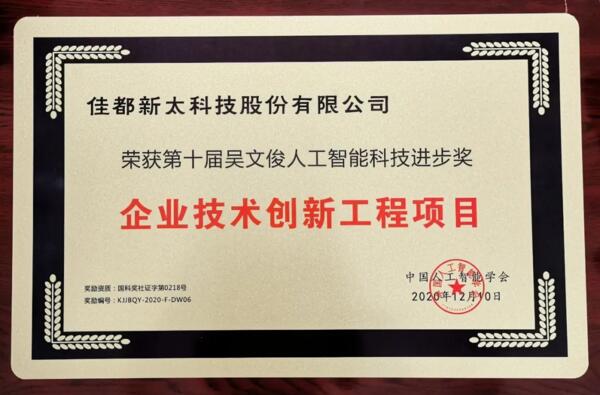 佳都新太科技股份有限公司
荣获第十届吴文俊人工智能科技进步奖
企业技术创新工程项目
奖励资质：国科奖社证字第0218号
奖励编号：KJJBQY-2020-F-DW06
中国人工智能学会
2020年12月10日